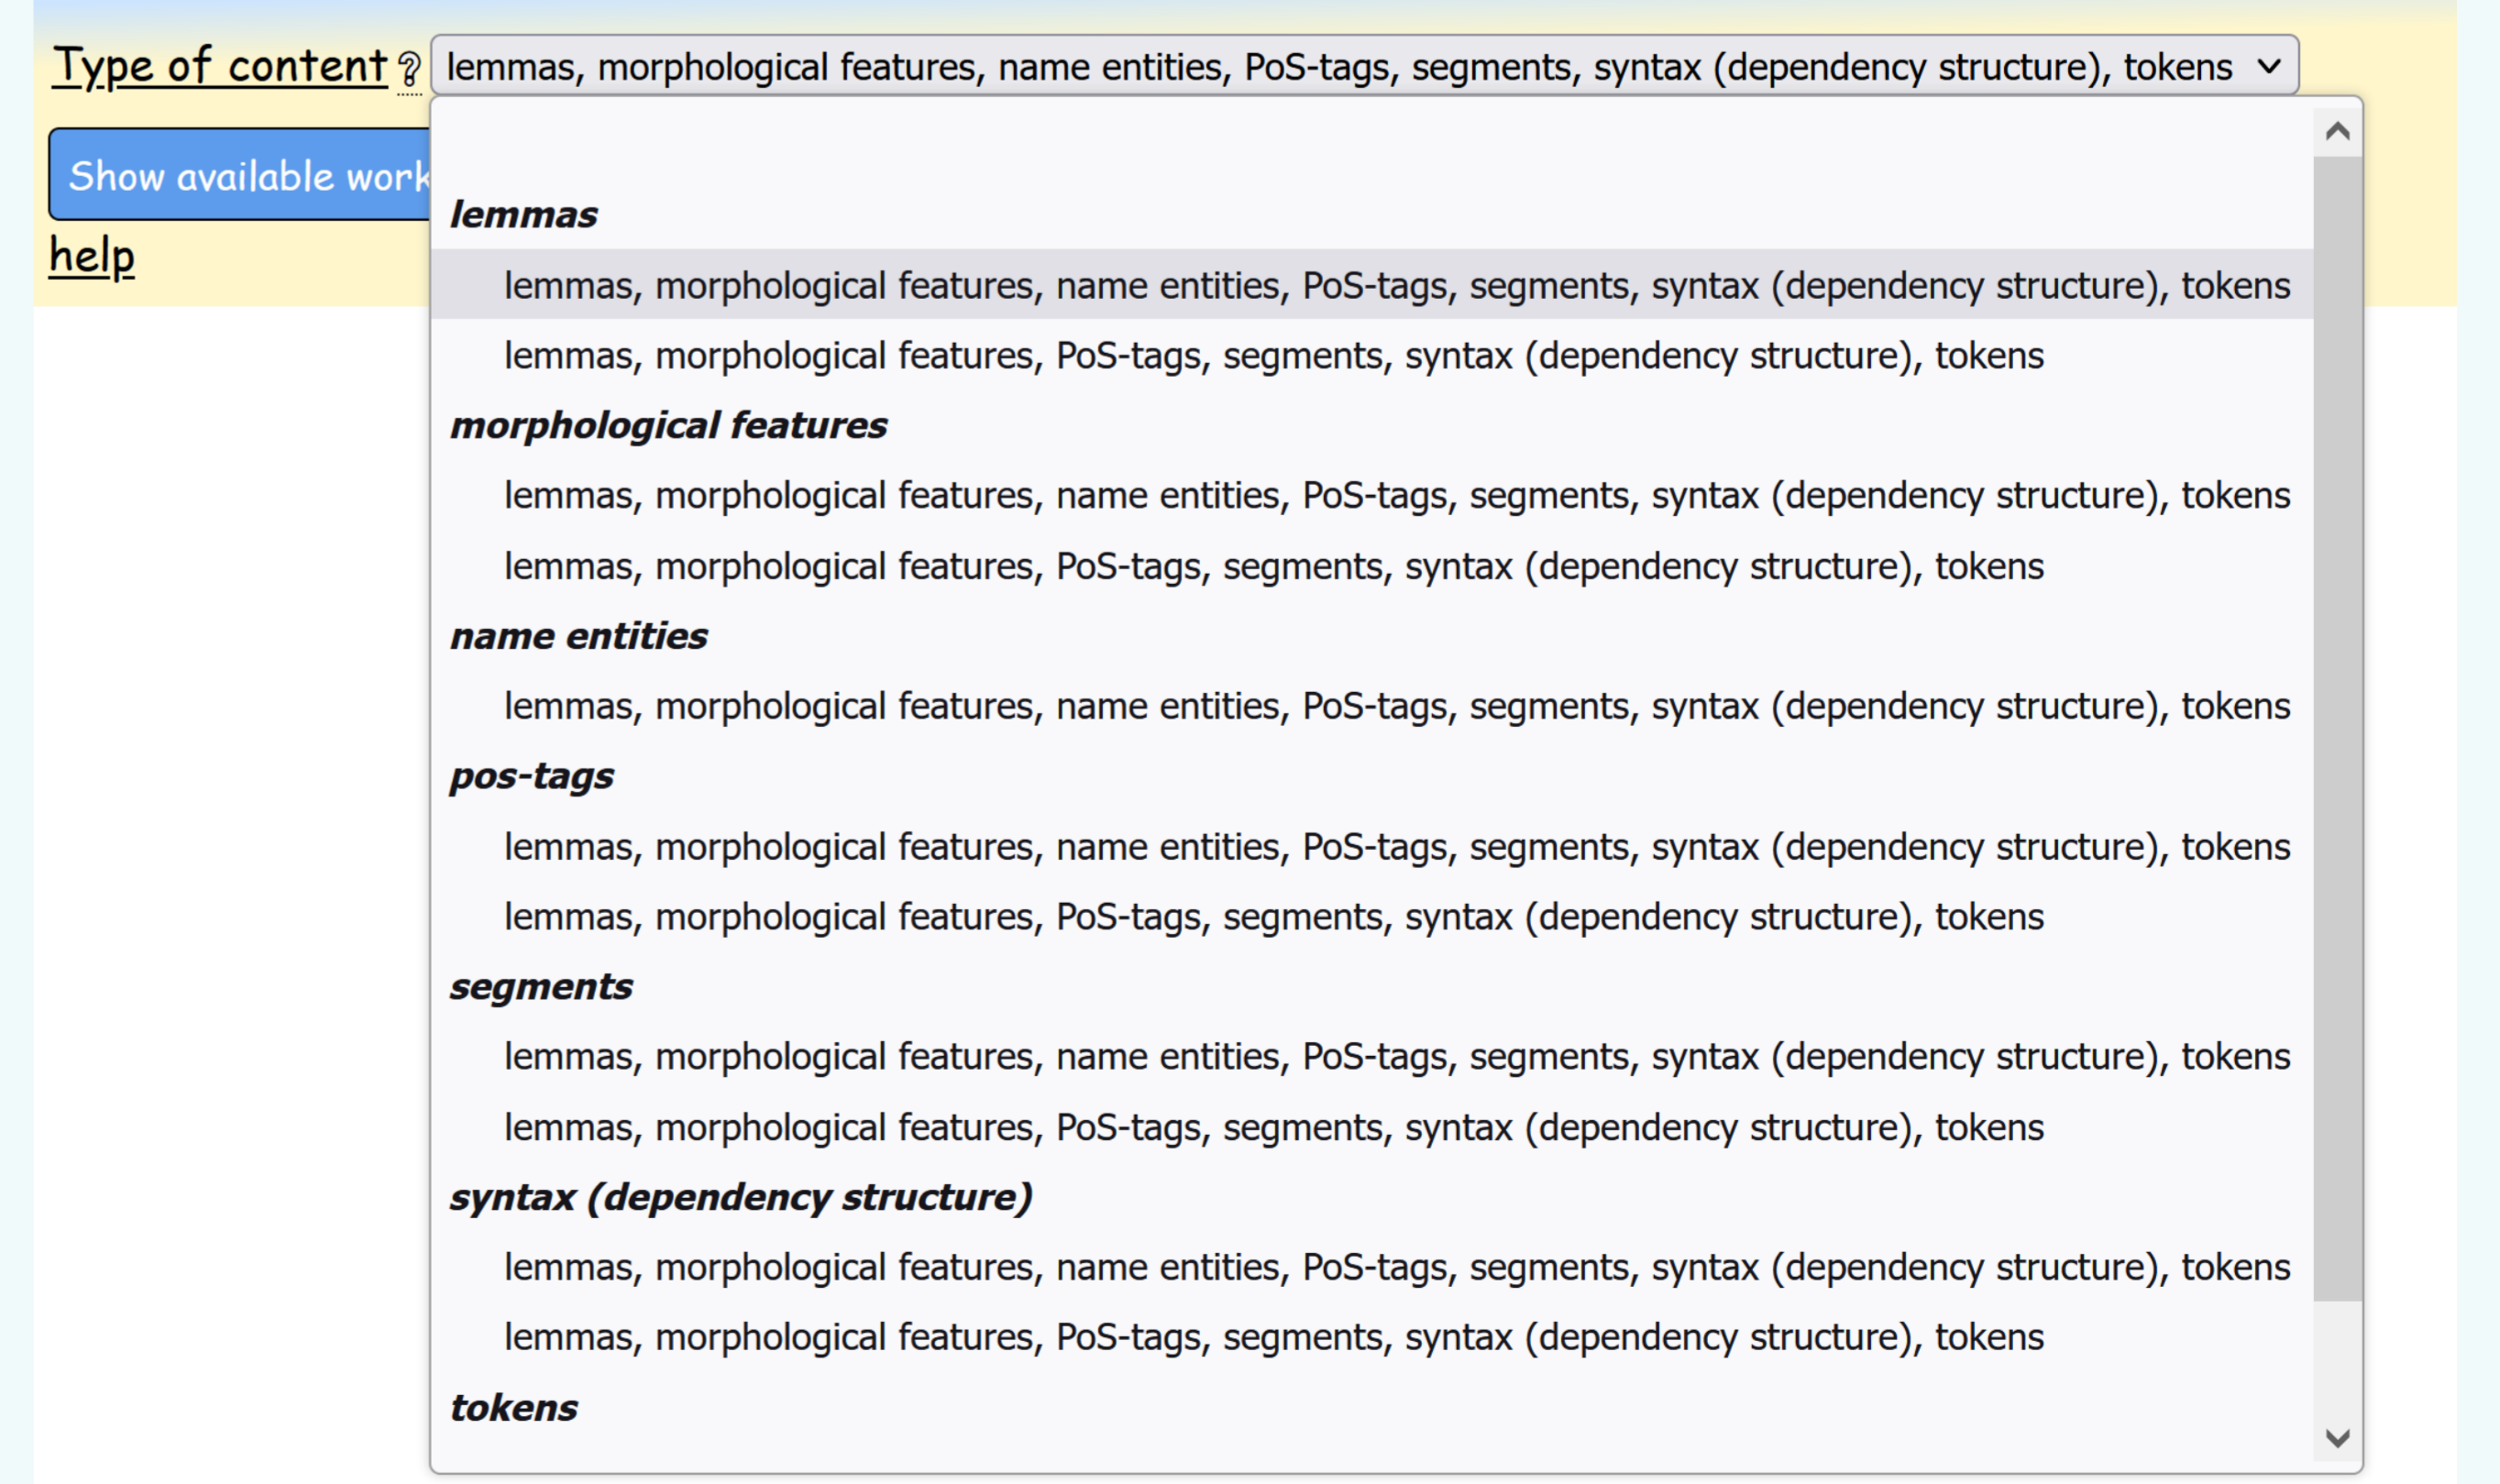 Type of content ? lemmas, morphological features, name entities, PoS-tags, segments, syntax (dependency structure), tokens
Show available work
help
lemmas
lemmas, morphological features, name entities, PoS-tags, segments, syntax (dependency structure), tokens
lemmas, morphological features, PoS-tags, segments, syntax (dependency structure), tokens
morphological features
lemmas, morphological features, name entities, PoS-tags, segments, syntax (dependency structure), tokens
lemmas, morphological features, PoS-tags, segments, syntax (dependency structure), tokens
name entities
lemmas, morphological features, name entities, PoS-tags, segments, syntax (dependency structure), tokens
pos-tags
lemmas, morphological features, name entities, PoS-tags, segments, syntax (dependency structure), tokens
lemmas, morphological features, PoS-tags, segments, syntax (dependency structure), tokens
segments
lemmas, morphological features, name entities, PoS-tags, segments, syntax (dependency structure), tokens
lemmas, morphological features, PoS-tags, segments, syntax (dependency structure), tokens
syntax (dependency structure)
lemmas, morphological features, name entities, PoS-tags, segments, syntax (dependency structure), tokens
lemmas, morphological features, PoS-tags, segments, syntax (dependency structure), tokens
tokens